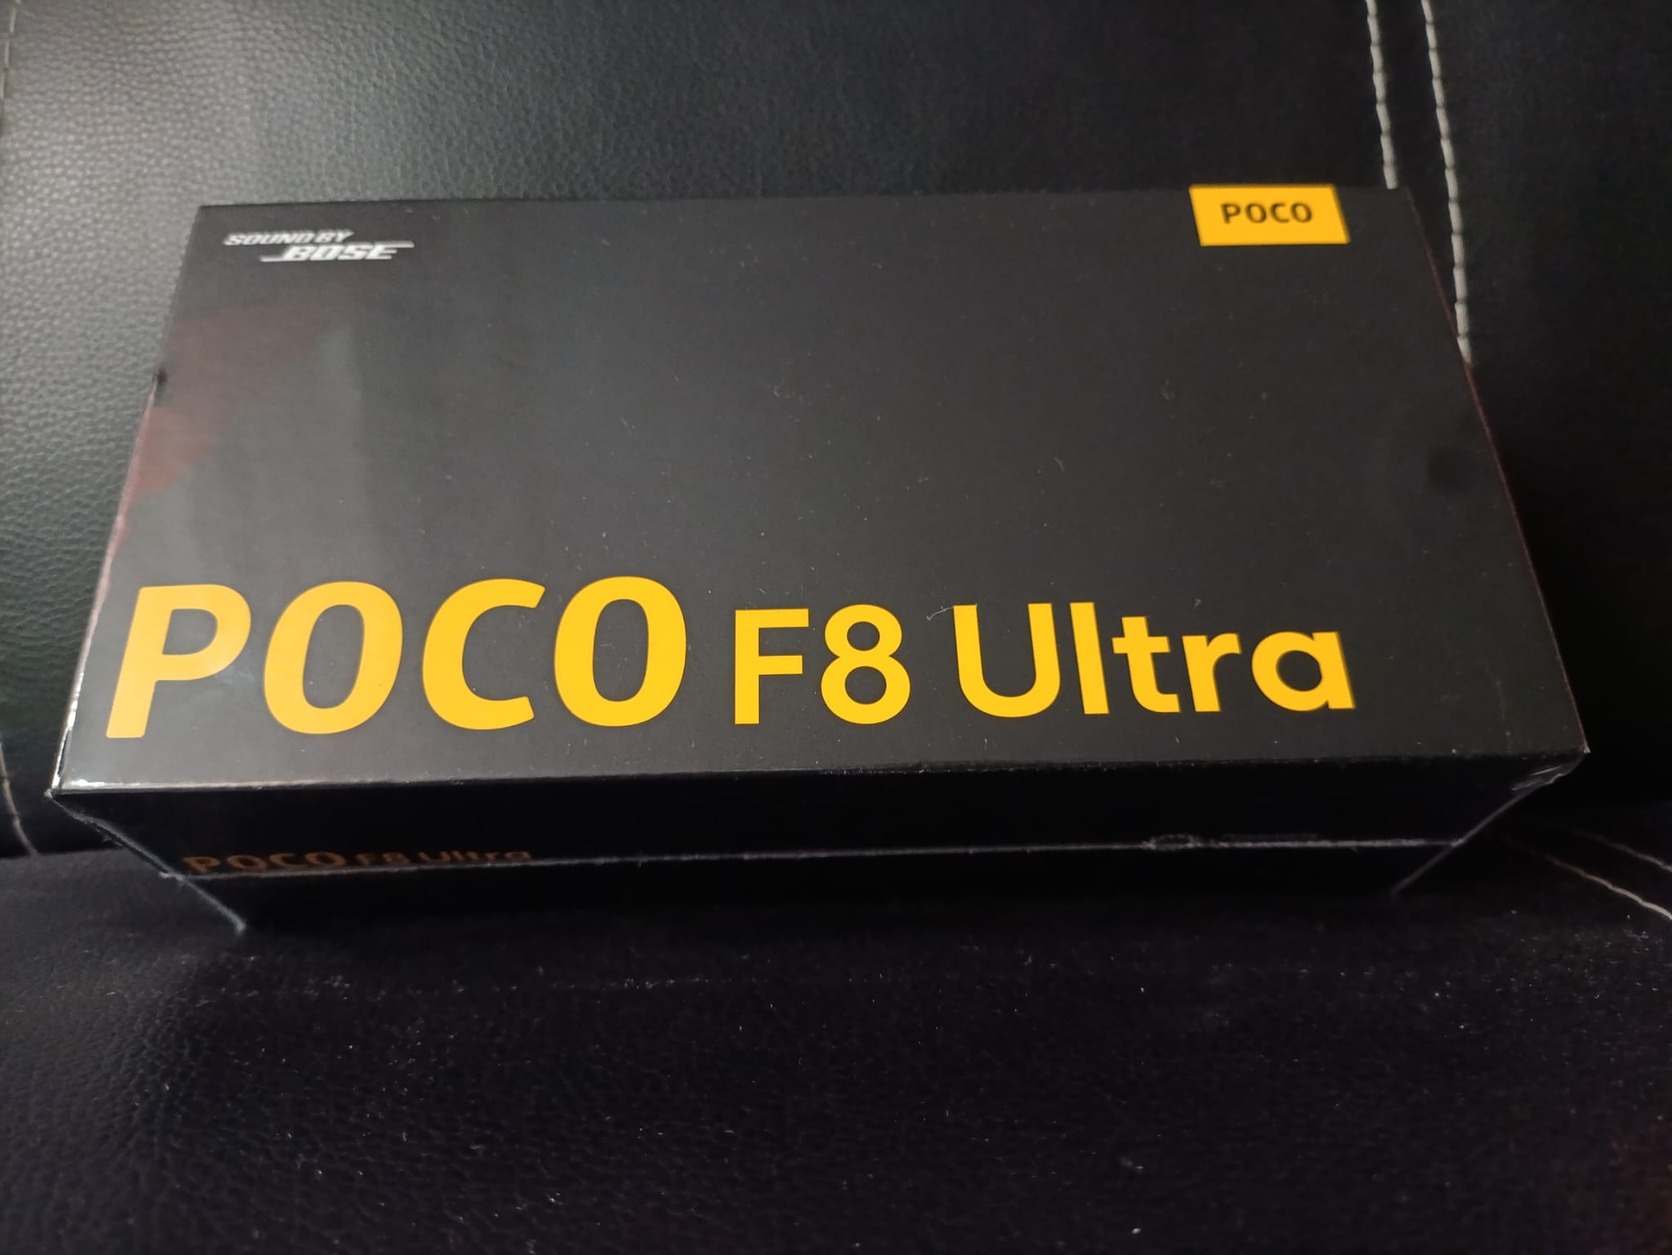 SOUND BY
BOSE
POCO
POCO F8 Ultra
POCO F8 Ultra